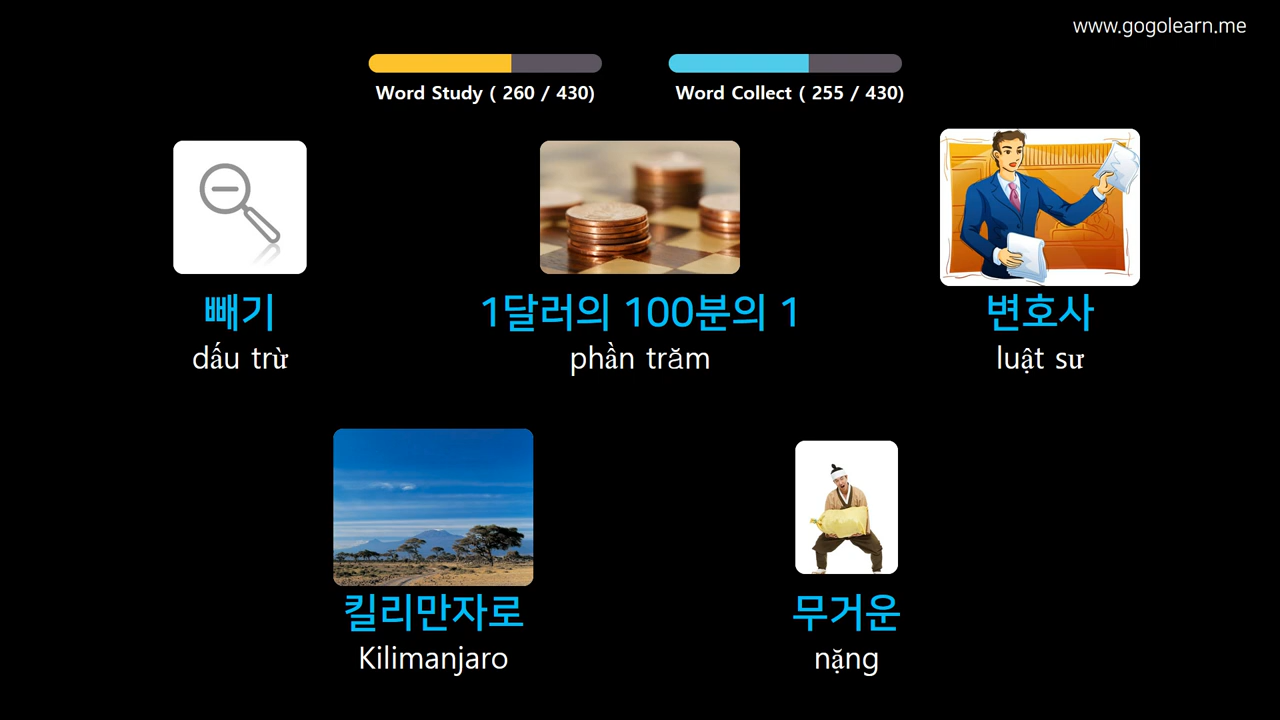 www.gogolearn.me
Word Study ( 260 / 430)
Word Collect ( 255 / 430)
빼기
dấu trừ
1달러의 100분의 1
phần trăm
변호사
luật sư
킬리만자로
Kilimanjaro
무거운
nặng